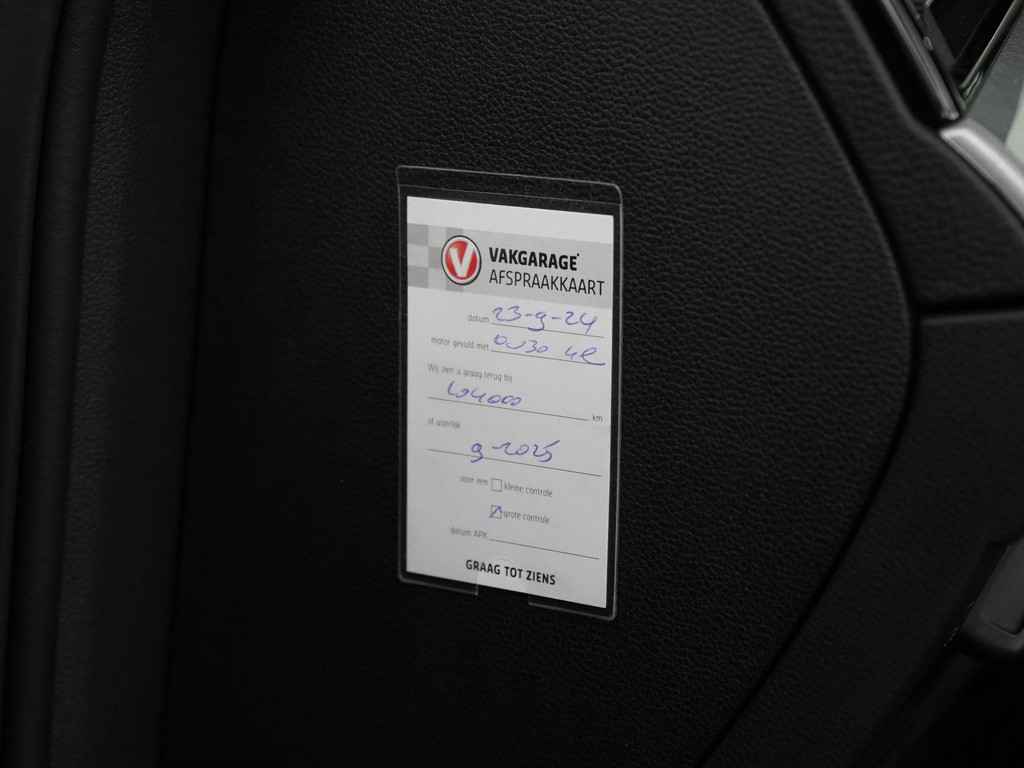 V VAKGARAGE
AFSPRAAKKAART
datum 23-9-24
motor gevuld met 0W30 4l
Wij zien u graag terug bij
104000 km
of uiterlijk
9-2025
voor een kleine controle
grote controle
datum APK
GRAAG TOT ZIENS